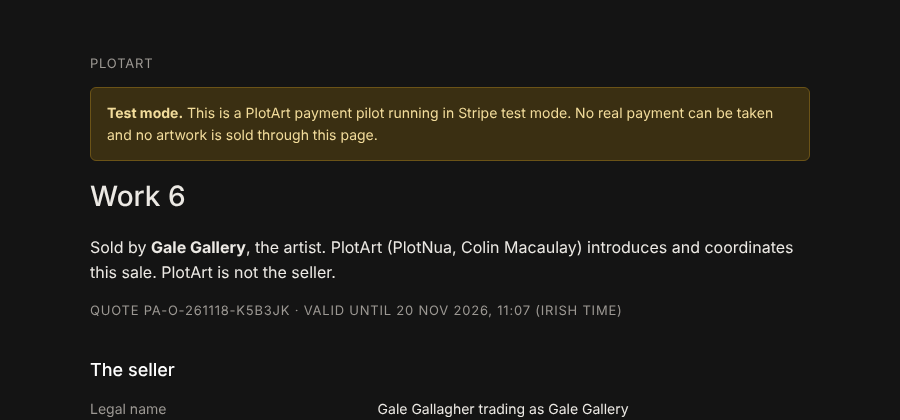 PLOTART
Test mode. This is a PlotArt payment pilot running in Stripe test mode. No real payment can be taken
and no artwork is sold through this page.
Work 6
Sold by Gale Gallery, the artist. PlotArt (PlotNua, Colin Macaulay) introduces and coordinates
this sale. PlotArt is not the seller.
QUOTE PA-O-261118-K5B3JK · VALID UNTIL 20 NOV 2026, 11:07 (IRISH TIME)
The seller
Legal name Gale Gallagher trading as Gale Gallery